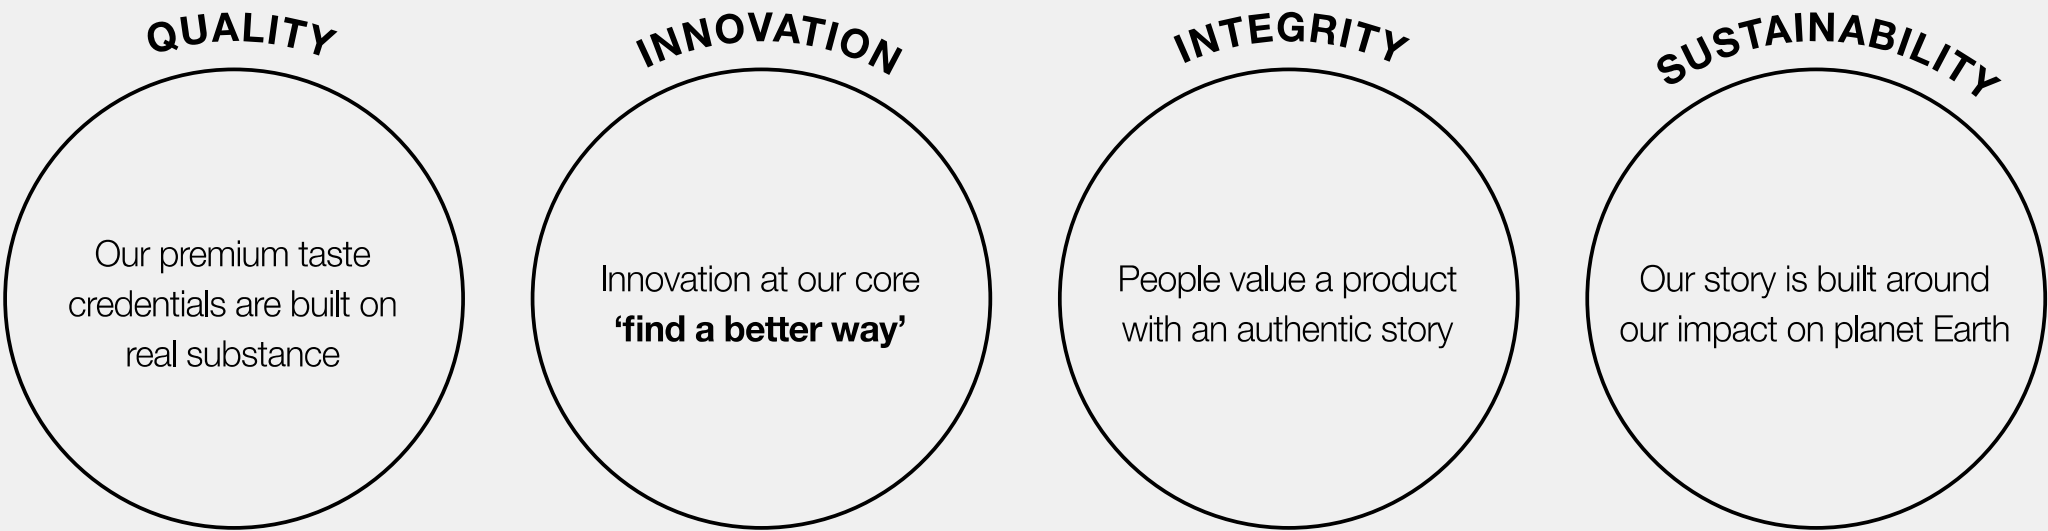 QUALITY
Our premium taste
credentials are built on
real substance
INNOVATION
Innovation at our core
‘find a better way’
INTEGRITY
People value a product
with an authentic story
SUSTAINABILITY
Our story is built around
our impact on planet Earth